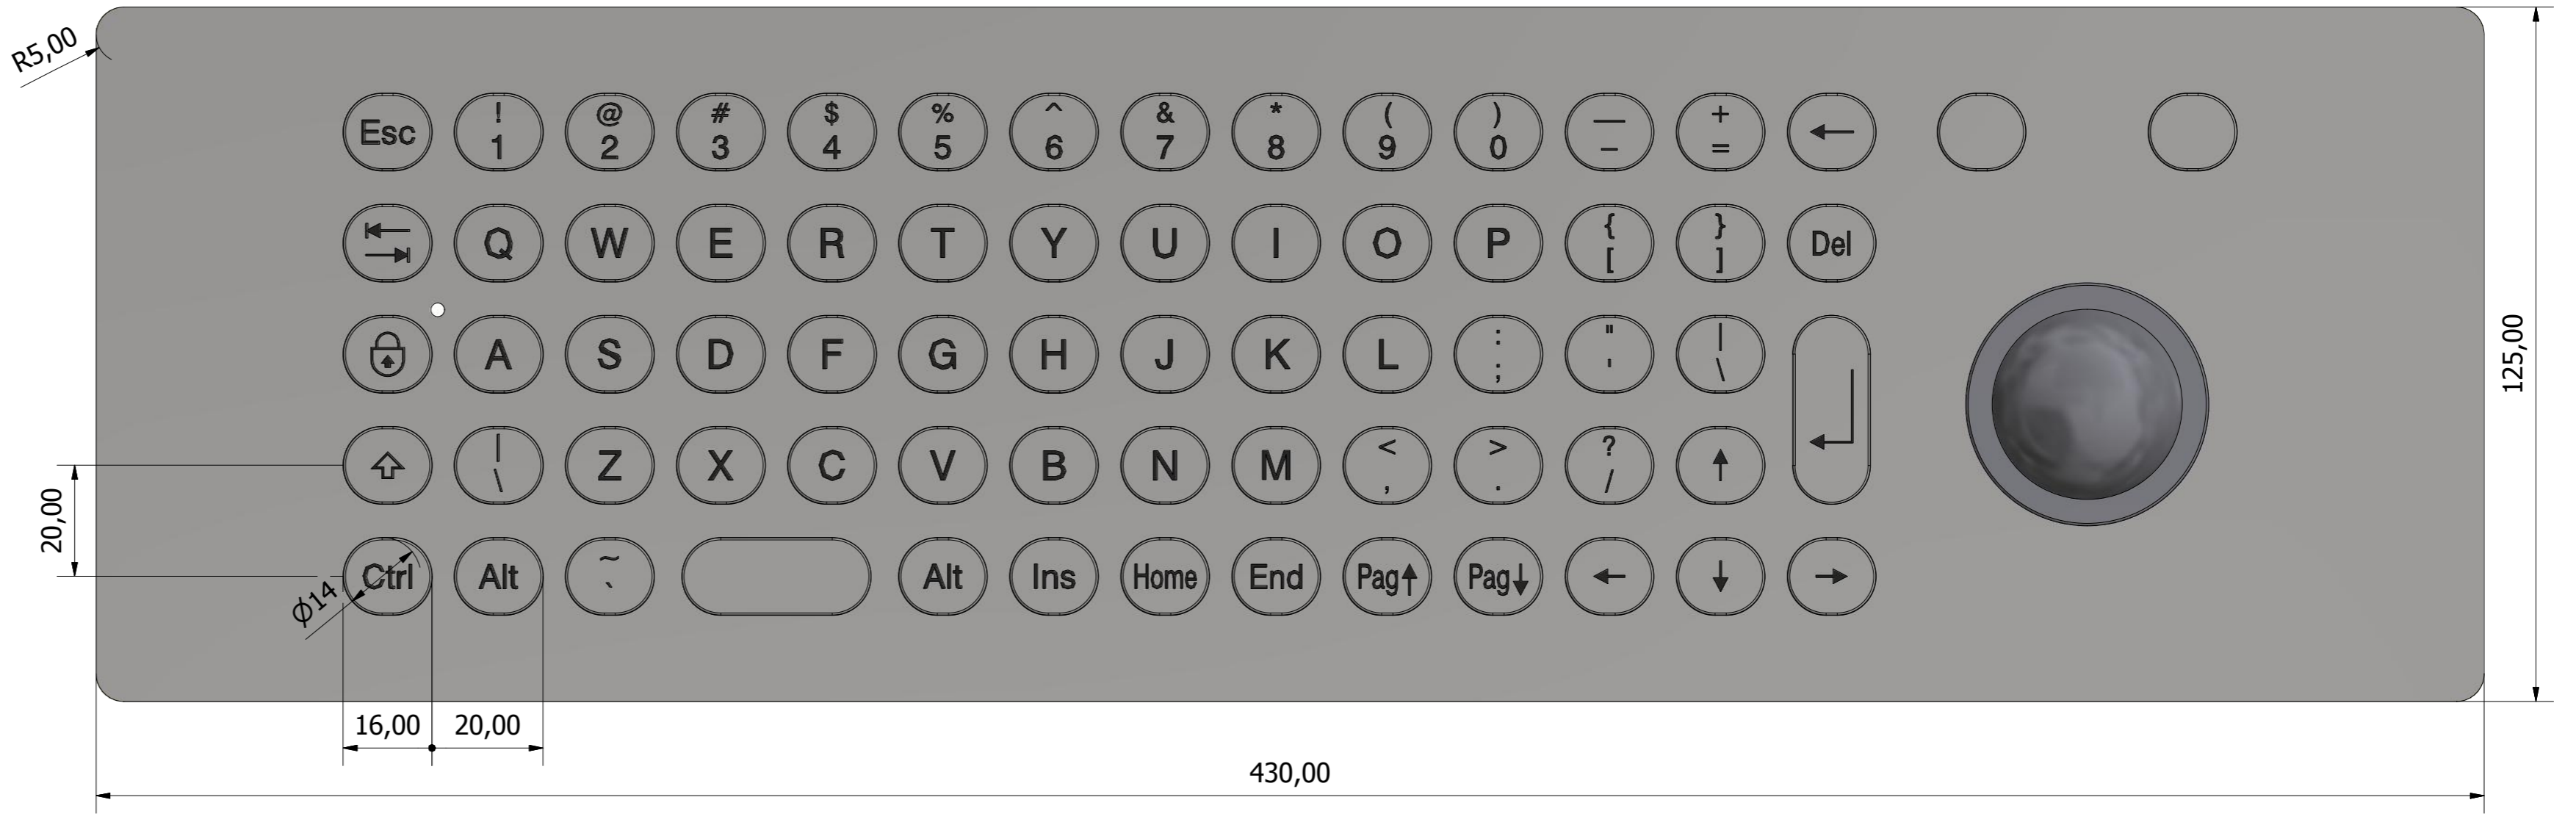 R5,00
Esc ! 1 @ 2 # 3 $ 4 % 5 ^ 6 & 7 * 8 ( 9 ) 0 — – + = ←
Q W E R T Y U I O P { [ } ] Del
A S D F G H J K L : ; " ' | \
| \ Z X C V B N M < , > . ? / ↑
Ctrl Alt ~ ` Alt Ins Home End Pag↑ Pag↓ ← ↓ →
20,00
Ø14
16,00 20,00
430,00
125,00